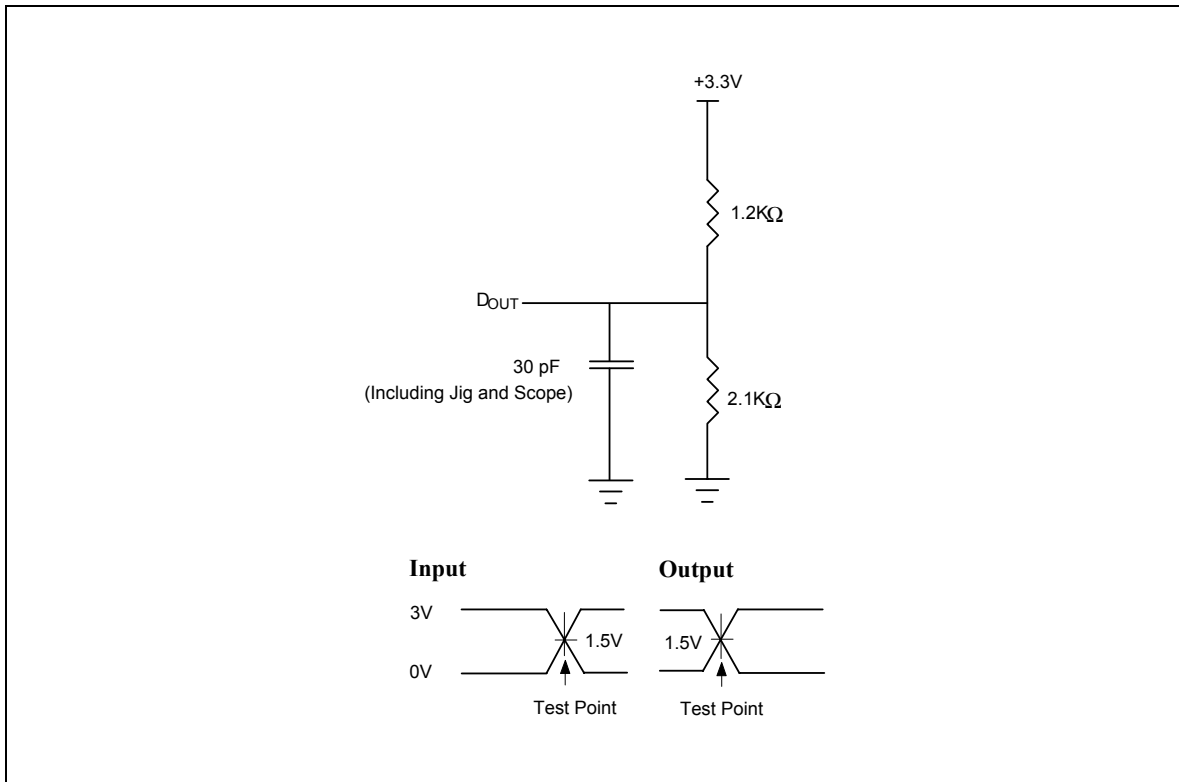 +3.3V
1.2KΩ
DOUT
30 pF
(Including Jig and Scope)
2.1KΩ
Input
Output
3V
1.5V
1.5V
0V
Test Point
Test Point